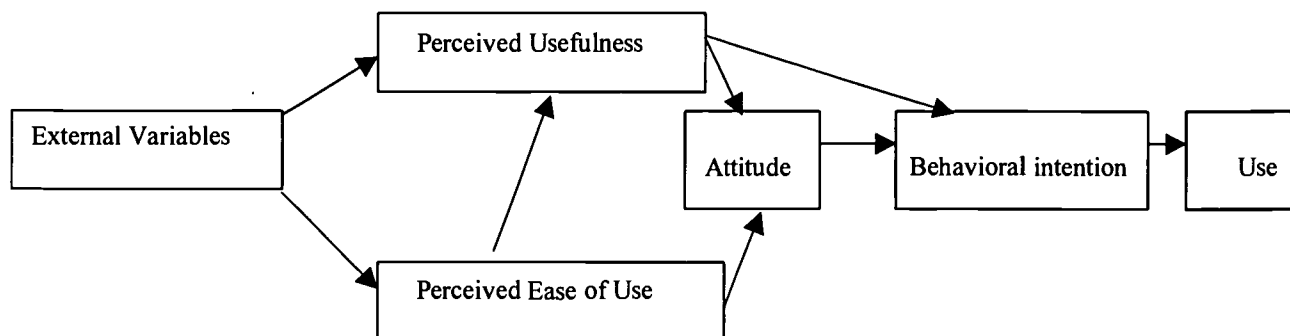 Perceived Usefulness
External Variables
Attitude
Behavioral intention
Use
Perceived Ease of Use